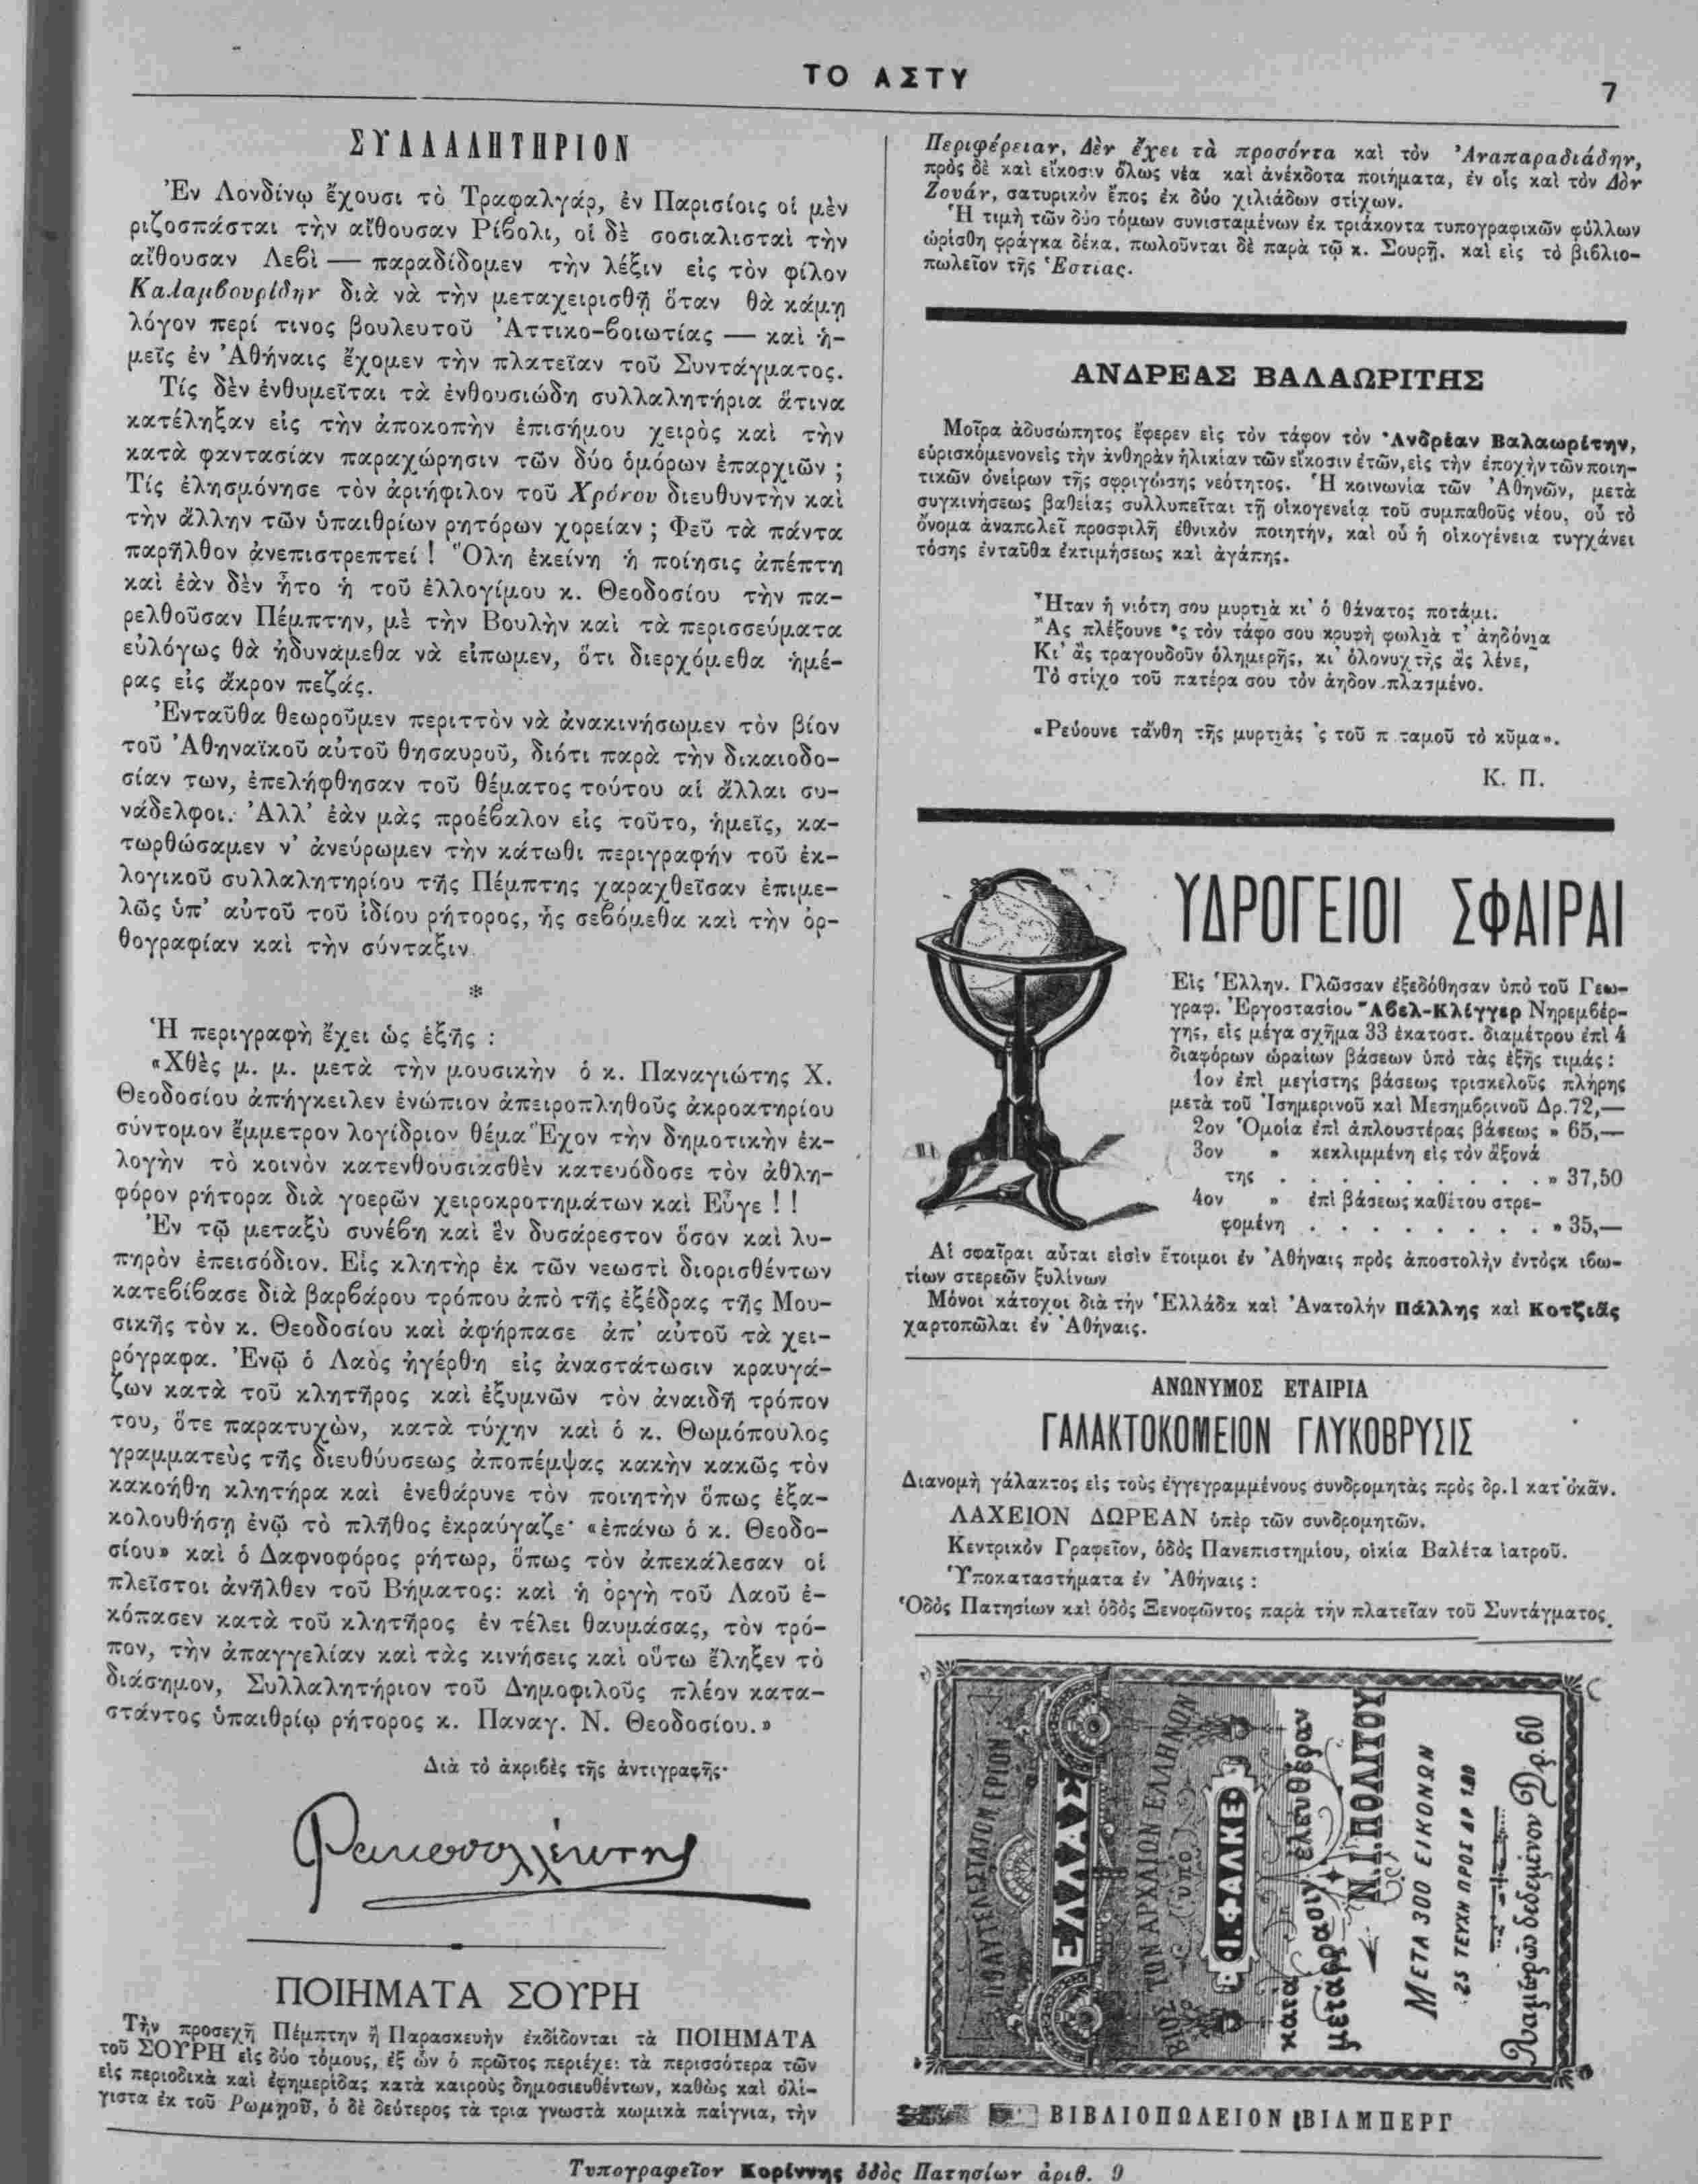 ΤΟ ΑΣΤΥ
7
ΣΥΛΛΑΛΗΤΗΡΙΟΝ
Ἐν Λονδίνῳ ἔχουσι τὸ Τραφαλγάρ, ἐν Παρισίοις οἱ μὲν
ριζοσπάσται τὴν αἴθουσαν Ρίβολι, οἱ δὲ σοσιαλισταὶ τὴν
αἴθουσαν Λεβὶ — παραδίδομεν τὴν λέξιν εἰς τὸν φίλον
Καλαμβουρίδην διὰ νὰ τὴν μεταχειρισθῇ ὅταν θὰ κάμῃ
λόγον περί τινος βουλευτοῦ Ἀττικο-βοιωτίας — καὶ ἡ-
μεῖς ἐν Ἀθήναις ἔχομεν τὴν πλατεῖαν τοῦ Συντάγματος.
Τίς δὲν ἐνθυμεῖται τὰ ἐνθουσιώδη συλλαλητήρια ἅτινα
κατέληξαν εἰς τὴν ἀποκοπὴν ἐπισήμου χειρὸς καὶ τὴν
κατὰ φαντασίαν παραχώρησιν τῶν δύο ὁμόρων ἐπαρχιῶν ;
Τίς ἐλησμόνησε τὸν ἀριήφιλον τοῦ Χρόνου διευθυντὴν καὶ
τὴν ἄλλην τῶν ὑπαιθρίων ρητόρων χορείαν ; Φεῦ τὰ πάντα
παρῆλθον ἀνεπιστρεπτεί ! Ὅλη ἐκείνη ἡ ποίησις ἀπέπτη
καὶ ἐὰν δὲν ἦτο ἡ τοῦ ἐλλογίμου κ. Θεοδοσίου τὴν πα-
ρελθοῦσαν Πέμπτην, μὲ τὴν Βουλὴν καὶ τὰ περισσεύματα
εὐλόγως θὰ ἠδυνάμεθα νὰ εἴπωμεν, ὅτι διερχόμεθα ἡμέ-
ρας εἰς ἄκρον πεζάς.
Ἐνταῦθα θεωροῦμεν περιττὸν νὰ ἀνακινήσωμεν τὸν βίον
τοῦ Ἀθηναϊκοῦ αὐτοῦ θησαυροῦ, διότι παρὰ τὴν δικαιοδο-
σίαν των, ἐπελήφθησαν τοῦ θέματος τούτου αἱ ἄλλαι συ-
νάδελφοι. Ἀλλ' ἐὰν μᾶς προέβαλον εἰς τοῦτο, ἡμεῖς, κα-
τωρθώσαμεν ν' ἀνεύρωμεν τὴν κάτωθι περιγραφήν τοῦ ἐκ-
λογικοῦ συλλαλητηρίου τῆς Πέμπτης χαραχθεῖσαν ἐπιμε-
λῶς ὑπ' αὐτοῦ τοῦ ἰδίου ρήτορος, ἧς σεβόμεθα καὶ τὴν ὀρ-
θογραφίαν καὶ τὴν σύνταξιν.
*
Ἡ περιγραφὴ ἔχει ὡς ἑξῆς :
«Χθὲς μ. μ. μετὰ τὴν μουσικὴν ὁ κ. Παναγιώτης Χ.
Θεοδοσίου ἀπήγκειλεν ἐνώπιον ἀπειροπληθοῦς ἀκροατηρίου
σύντομον ἔμμετρον λογίδριον θέμα Ἔχον τὴν δημοτικὴν ἐκ-
λογὴν τὸ κοινὸν κατενθουσιασθὲν κατευόδοσε τὸν ἀθλη-
φόρον ρήτορα διὰ γοερῶν χειροκροτημάτων καὶ Εὖγε ! !
Ἐν τῷ μεταξὺ συνέβη καὶ ἓν δυσάρεστον ὅσον καὶ λυ-
πηρὸν ἐπεισόδιον. Εἷς κλητὴρ ἐκ τῶν νεωστὶ διορισθέντων
κατεβίβασε διὰ βαρβάρου τρόπου ἀπὸ τῆς ἐξέδρας τῆς Μου-
σικῆς τὸν κ. Θεοδοσίου καὶ ἀφήρπασε ἀπ' αὐτοῦ τὰ χει-
ρόγραφα. Ἐνῷ ὁ Λαὸς ἠγέρθη εἰς ἀναστάτωσιν κραυγά-
ζων κατὰ τοῦ κλητῆρος καὶ ἐξυμνῶν τὸν ἀναιδῆ τρόπον
του, ὅτε παρατυχὼν, κατὰ τύχην καὶ ὁ κ. Θωμόπουλος
γραμματεὺς τῆς διευθύυσεως ἀποπέμψας κακὴν κακῶς τὸν
κακοήθη κλητήρα καὶ ἐνεθάρυνε τὸν ποιητὴν ὅπως ἐξα-
κολουθήσῃ ἐνῷ τὸ πλῆθος ἐκραύγαζε· «ἐπάνω ὁ κ. Θεοδο-
σίου» καὶ ὁ Δαφνοφόρος ρήτωρ, ὅπως τὸν ἀπεκάλεσαν οἱ
πλεῖστοι ἀνῆλθεν τοῦ Βήματος: καὶ ἡ ὀργὴ τοῦ Λαοῦ ἐ-
κόπασεν κατὰ τοῦ κλητῆρος ἐν τέλει θαυμάσας, τὸν τρό-
πον, τὴν ἀπαγγελίαν καὶ τὰς κινήσεις καὶ οὕτω ἔληξεν τὸ
διάσημον, Συλλαλητήριον τοῦ Δημοφιλοῦς πλέον κατα-
στάντος ὑπαιθρίῳ ρήτορος κ. Παναγ. Ν. Θεοδοσίου.»
Διὰ τὸ ἀκριβὲς τῆς ἀντιγραφῆς·
Φακοσυλλέκτης
ΠΟΙΗΜΑΤΑ ΣΟΥΡΗ
Τὴν προσεχῆ Πέμπτην ἢ Παρασκευὴν ἐκδίδονται τὰ ΠΟΙΗΜΑΤΑ
τοῦ ΣΟΥΡΗ εἰς δύο τόμους, ἐξ ὧν ὁ πρῶτος περιέχει τὰ περισσότερα τῶν
εἰς περιοδικὰ καὶ ἐφημερίδας κατὰ καιροὺς δημοσιευθέντων, καθὼς καὶ ὀλί-
γιστα ἐκ τοῦ Ρωμηοῦ, ὁ δὲ δεύτερος τὰ τρια γνωστὰ κωμικὰ παίγνια, τὴν
Περιφέρειαν, Δὲν ἔχει τὰ προσόντα καὶ τὸν Ἀναπαραδιάδην,
πρὸς δὲ καὶ εἴκοσιν ὅλως νέα καὶ ἀνέκδοτα ποιήματα, ἐν οἷς καὶ τὸν Δὸν
Ζουάν, σατυρικὸν ἔπος ἐκ δύο χιλιάδων στίχων.
Ἡ τιμὴ τῶν δύο τόμων συνισταμένων ἐκ τριάκοντα τυπογραφικῶν φύλλων
ὡρίσθη φράγκα δέκα, πωλοῦνται δὲ παρὰ τῷ κ. Σουρῇ, καὶ εἰς τὸ βιβλιο-
πωλεῖον τῆς Ἑστίας.
ΑΝΔΡΕΑΣ ΒΑΛΑΩΡΙΤΗΣ
Μοῖρα ἀδυσώπητος ἔφερεν εἰς τὸν τάφον τὸν Ἀνδρέαν Βαλαωρίτην,
εὑρισκόμενονεἰς τὴν ἀνθηρὰν ἡλικίαν τῶν εἴκοσιν ἐτῶν, εἰς τὴν ἐποχὴν τῶν ποιη-
τικῶν ὀνείρων τῆς σφριγώσης νεότητος. Ἡ κοινωνία τῶν Ἀθηνῶν, μετὰ
συγκινήσεως βαθείας συλλυπεῖται τῇ οἰκογενείᾳ τοῦ συμπαθοῦς νέου, οὗ τὸ
ὄνομα ἀναπολεῖ προσφιλῆ ἐθνικὸν ποιητήν, καὶ οὗ ἡ οἰκογένεια τυγχάνει
τόσης ἐνταῦθα ἐκτιμήσεως καὶ ἀγάπης.
Ἦταν ἡ νιότη σου μυρτιὰ κι' ὁ θάνατος ποτάμι.
Ἂς πλέξουνε 'ς τὸν τάφο σου κρυφὴ φωλιὰ τ' ἀηδόνια
Κι' ἂς τραγουδοῦν ὁλημερῆς, κι' ὁλονυχτῆς ἂς λένε,
Τὸ στίχο τοῦ πατέρα σου τὸν ἀηδον πλασμένο.
«Ρεύουνε τἄνθη τῆς μυρτιᾶς 'ς τοῦ π ταμοῦ τὸ κῦμα».
Κ. Π.
ΥΔΡΟΓΕΙΟΙ ΣΦΑΙΡΑΙ
Εἰς Ἑλλην. Γλῶσσαν ἐξεδόθησαν ὑπὸ τοῦ Γεω-
γραφ. Ἐργοστασίου Ἄβελ-Κλίγγερ Νηρεμβέρ-
γης, εἰς μέγα σχῆμα 33 ἑκατοστ. διαμέτρου ἐπὶ 4
διαφόρων ὡραίων βάσεων ὑπὸ τὰς ἑξῆς τιμάς :
1ον ἐπὶ μεγίστης βάσεως τρισκελοῦς πλήρης
μετὰ τοῦ Ἰσημερινοῦ καὶ Μεσημβρινοῦ Δρ. 72,—
2ον Ὁμοία ἐπὶ ἁπλουστέρας βάσεως » 65,—
3ον » κεκλιμμένη εἰς τὸν ἄξονά
της . . . . . . . . . » 37,50
4ον » ἐπὶ βάσεως καθέτου στρε-
φομένη . . . . . . . . » 35,—
Αἱ σφαῖραι αὗται εἰσὶν ἕτοιμοι ἐν Ἀθήναις πρὸς ἀποστολὴν ἐντὸςκ ιβω-
τίων στερεῶν ξυλίνων
Μόνοι κάτοχοι διὰ τὴν Ἑλλάδα καὶ Ἀνατολήν Πάλλης καὶ Κοτζιᾶς
χαρτοπῶλαι ἐν Ἀθήναις.
ΑΝΩΝΥΜΟΣ ΕΤΑΙΡΙΑ
ΓΑΛΑΚΤΟΚΟΜΕΙΟΝ ΓΛΥΚΟΒΡΥΣΙΣ
Διανομὴ γάλακτος εἰς τοὺς ἐγγεγραμμένους συνδρομητὰς πρὸς δρ. 1 κατ' ὀκᾶν.
ΛΑΧΕΙΟΝ ΔΩΡΕΑΝ ὑπὲρ τῶν συνδρομητῶν.
Κεντρικὸν Γραφεῖον, ὁδὸς Πανεπιστημίου, οἰκία Βαλέτα ἰατροῦ.
Ὑποκαταστήματα ἐν Ἀθήναις :
Ὁδὸς Πατησίων καὶ ὁδὸς Ξενοφῶντος παρὰ τὴν πλατεῖαν τοῦ Συντάγματος.
ΠΟΛΥΤΕΛΕΣΤΑΤΟΝ ΕΡΓΟΝ
ΕΛΛΑΣ
ΒΙΟΣ ΤΩΝ ΑΡΧΑΙΩΝ ΕΛΛΗΝΩΝ
ὑπὸ
Ι. ΦΑΛΚΕ
κατὰ ἐλευθέραν
μετάφρασιν
Ν. Ι. ΠΟΛΙΤΟΥ
ΜΕΤΑ 300 ΕΙΚΟΝΩΝ
25 ΤΕΥΧΗ ΠΡΟΣ ΔΡ 1.80
Χναιμίτρῶν δεδεμένον Δρ. 60
ΒΙΒΛΙΟΠΩΛΕΙΟΝ ΒΙΛΜΠΕΡΓ
Τυπογραφεῖον Κορίννης ὁδὸς Πατησίων ἀριθ. 9